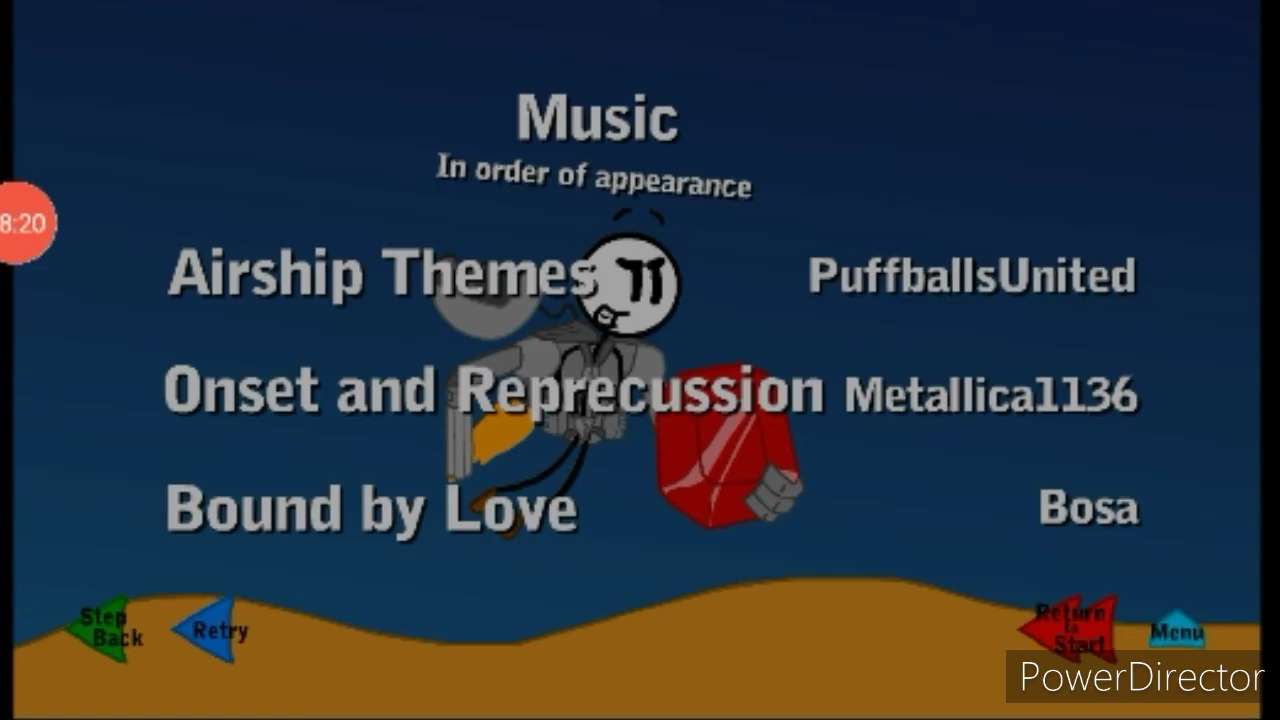 Music
In order of appearance
8:20
Airship Themes PuffballsUnited
Onset and Reprecussion Metallica1136
Bound by Love Bosa
Step Back
Retry
Return to Start
Menu
PowerDirector